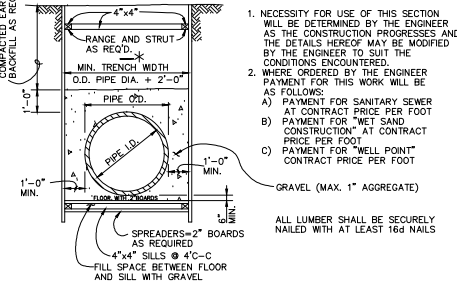 4"x4"
RANGE AND STRUT
AS REQ'D.
MIN. TRENCH WIDTH
O.D. PIPE DIA. + 2'-0"
PIPE O.D.
PIPE I.D.
COMPACTED EAR
BACKFILL AS REQ
1'-0"
1'-0"
MIN.
1'-0"
MIN.
FLOOR WITH 2" BOARDS
6"
MIN.
GRAVEL (MAX. 1" AGGREGATE)
SPREADERS=2" BOARDS
AS REQUIRED
4"x4" SILLS @ 4'C-C
FILL SPACE BETWEEN FLOOR
AND SILL WITH GRAVEL
1. NECESSITY FOR USE OF THIS SECTION
WILL BE DETERMINED BY THE ENGINEER
AS THE CONSTRUCTION PROGRESSES AND
THE DETAILS HEREOF MAY BE MODIFIED
BY THE ENGINEER TO SUIT THE
CONDITIONS ENCOUNTERED.
2. WHERE ORDERED BY THE ENGINEER
PAYMENT FOR THIS WORK WILL BE
AS FOLLOWS:
A) PAYMENT FOR SANITARY SEWER
AT CONTRACT PRICE PER FOOT
B) PAYMENT FOR "WET SAND
CONSTRUCTION" AT CONTRACT
PRICE PER FOOT
C) PAYMENT FOR "WELL POINT"
CONTRACT PRICE PER FOOT
ALL LUMBER SHALL BE SECURELY
NAILED WITH AT LEAST 16d NAILS